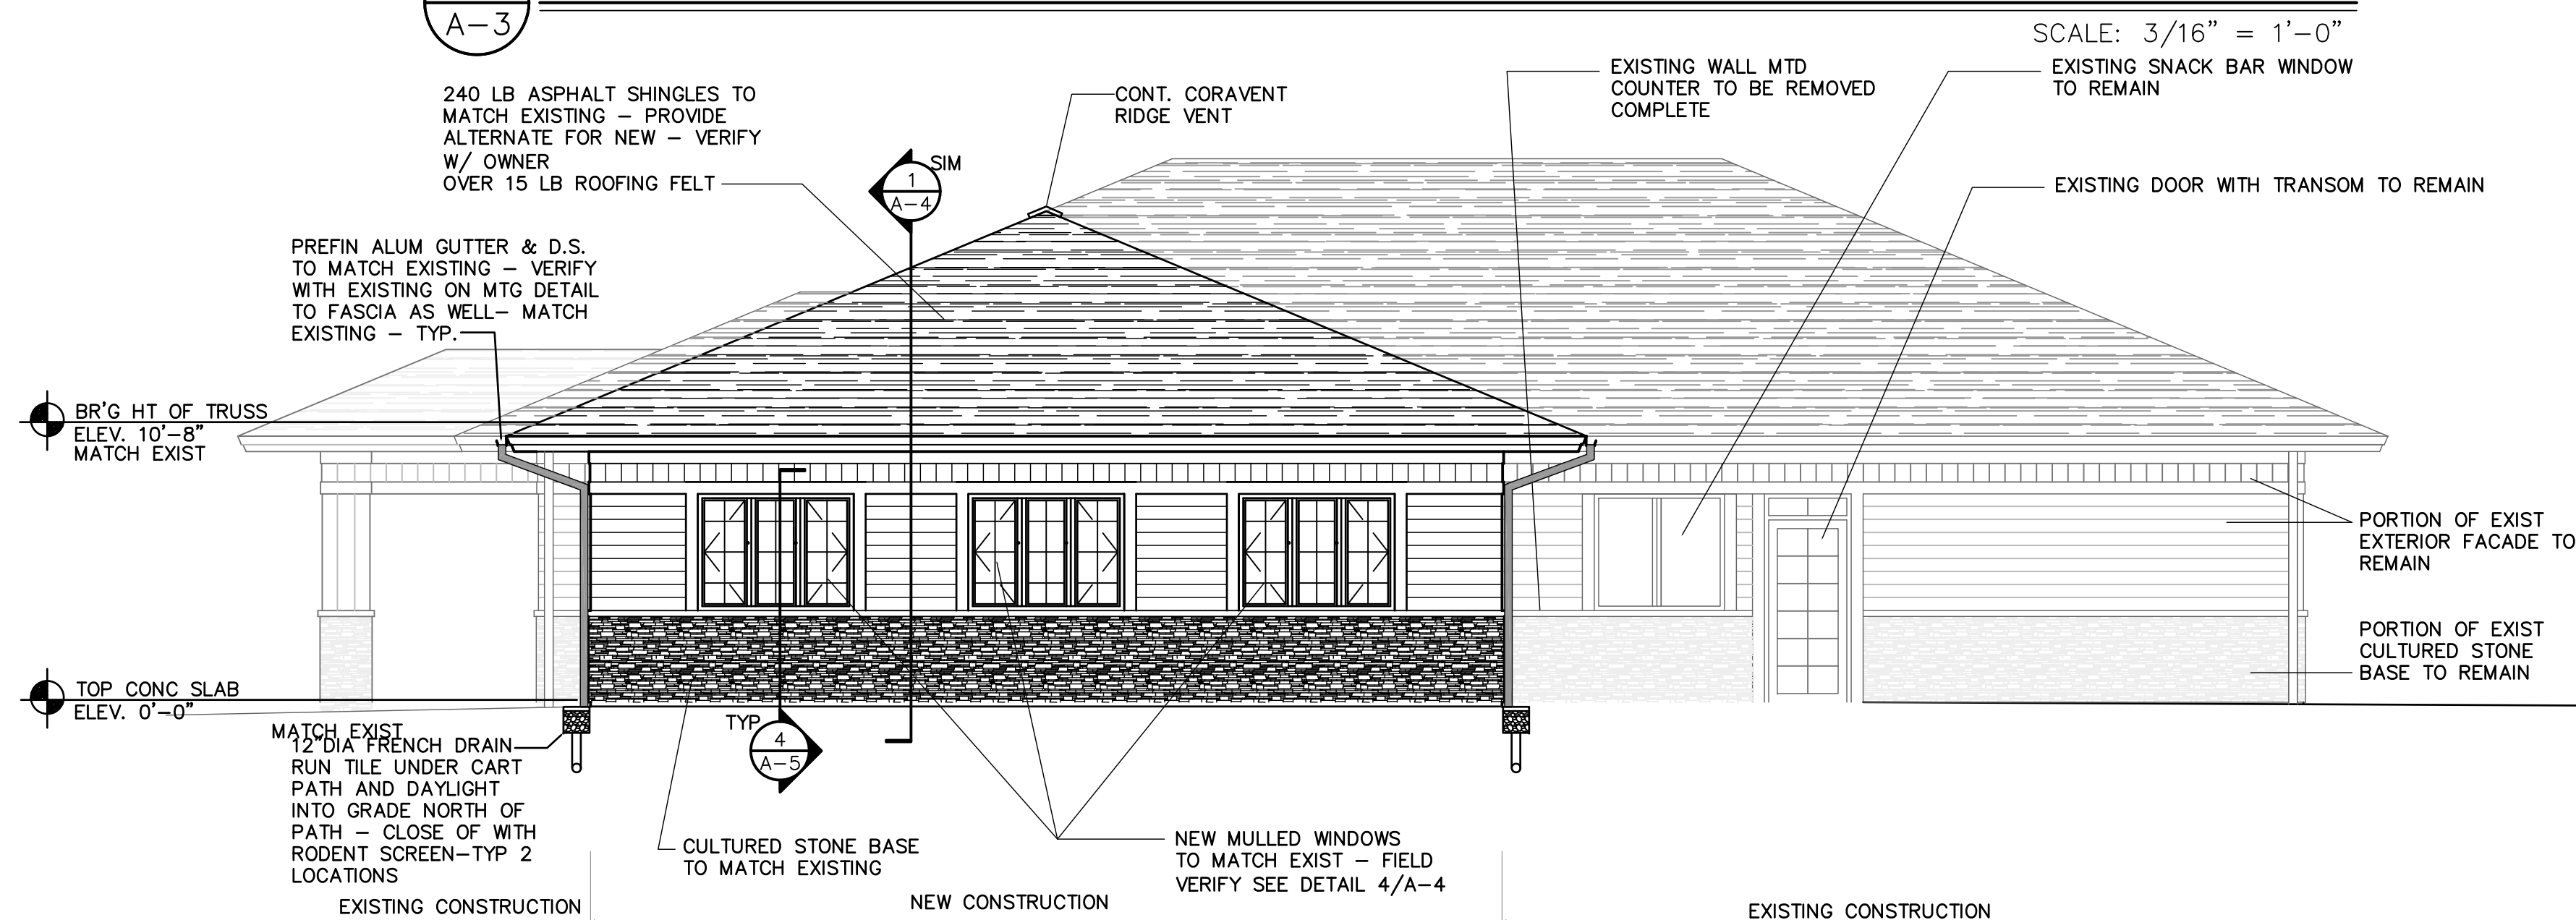 A-3
SCALE: 3/16" = 1'-0"
240 LB ASPHALT SHINGLES TO
MATCH EXISTING - PROVIDE
ALTERNATE FOR NEW - VERIFY
W/ OWNER
OVER 15 LB ROOFING FELT
CONT. CORAVENT
RIDGE VENT
EXISTING WALL MTD
COUNTER TO BE REMOVED
COMPLETE
EXISTING SNACK BAR WINDOW
TO REMAIN
1
A-4
SIM
EXISTING DOOR WITH TRANSOM TO REMAIN
PREFIN ALUM GUTTER & D.S.
TO MATCH EXISTING - VERIFY
WITH EXISTING ON MTG DETAIL
TO FASCIA AS WELL- MATCH
EXISTING - TYP.
BR'G HT OF TRUSS
ELEV. 10'-8"
MATCH EXIST
PORTION OF EXIST
EXTERIOR FACADE TO
REMAIN
PORTION OF EXIST
CULTURED STONE
BASE TO REMAIN
TOP CONC SLAB
ELEV. 0'-0"
MATCH EXIST
12"DIA FRENCH DRAIN
RUN TILE UNDER CART
PATH AND DAYLIGHT
INTO GRADE NORTH OF
PATH - CLOSE OF WITH
RODENT SCREEN-TYP 2
LOCATIONS
TYP
4
A-5
CULTURED STONE BASE
TO MATCH EXISTING
NEW MULLED WINDOWS
TO MATCH EXIST - FIELD
VERIFY SEE DETAIL 4/A-4
EXISTING CONSTRUCTION
NEW CONSTRUCTION
EXISTING CONSTRUCTION